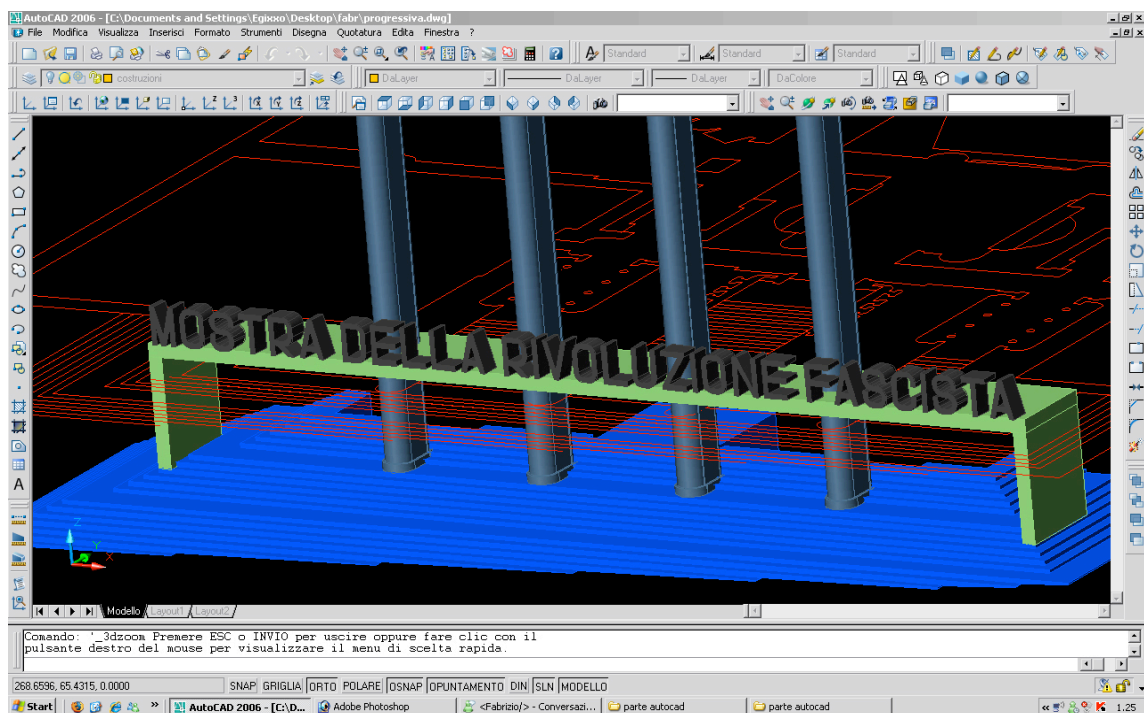 AutoCAD 2006 - [C:\Documents and Settings\Egixxo\Desktop\fabr\progressiva.dwg]
File Modifica Visualizza Inserisci Formato Strumenti Disegna Quotatura Edita Finestra ?
Standard Standard Standard
costruzioni DaLayer DaLayer DaLayer DaColore
MOSTRA DELLA RIVOLUZIONE FASCISTA
Z
Y
X
A
Modello Layout1 Layout2
Comando: '_3dzoom Premere ESC o INVIO per uscire oppure fare clic con il
pulsante destro del mouse per visualizzare il menu di scelta rapida.
268.6596, 65.4315, 0.0000 SNAP GRIGLIA ORTO POLARE OSNAP OPUNTAMENTO DIN SLN MODELLO
Start AutoCAD 2006 - [C:\D... Adobe Photoshop <Fabrizio/> - Conversazi... parte autocad parte autocad 1.25